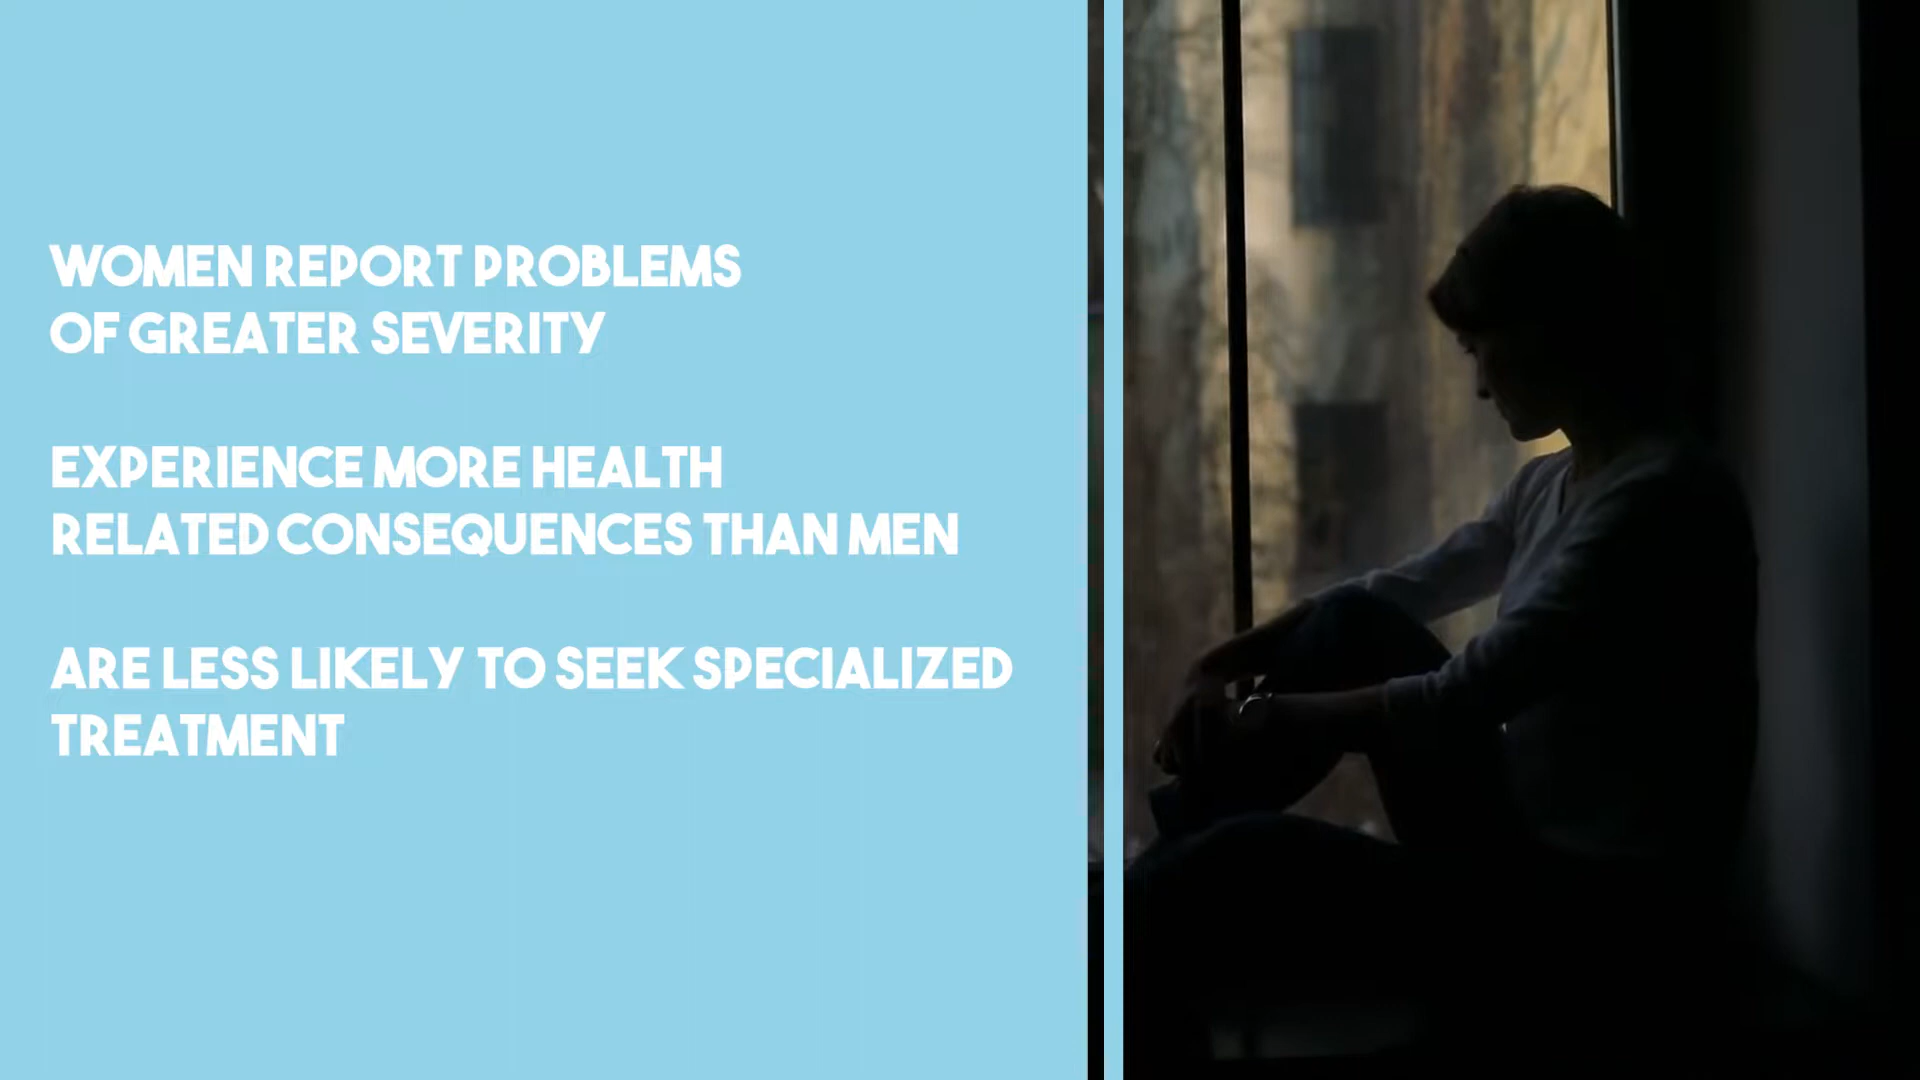 WOMEN REPORT PROBLEMS
OF GREATER SEVERITY
EXPERIENCE MORE HEALTH
RELATED CONSEQUENCES THAN MEN
ARE LESS LIKELY TO SEEK SPECIALIZED
TREATMENT